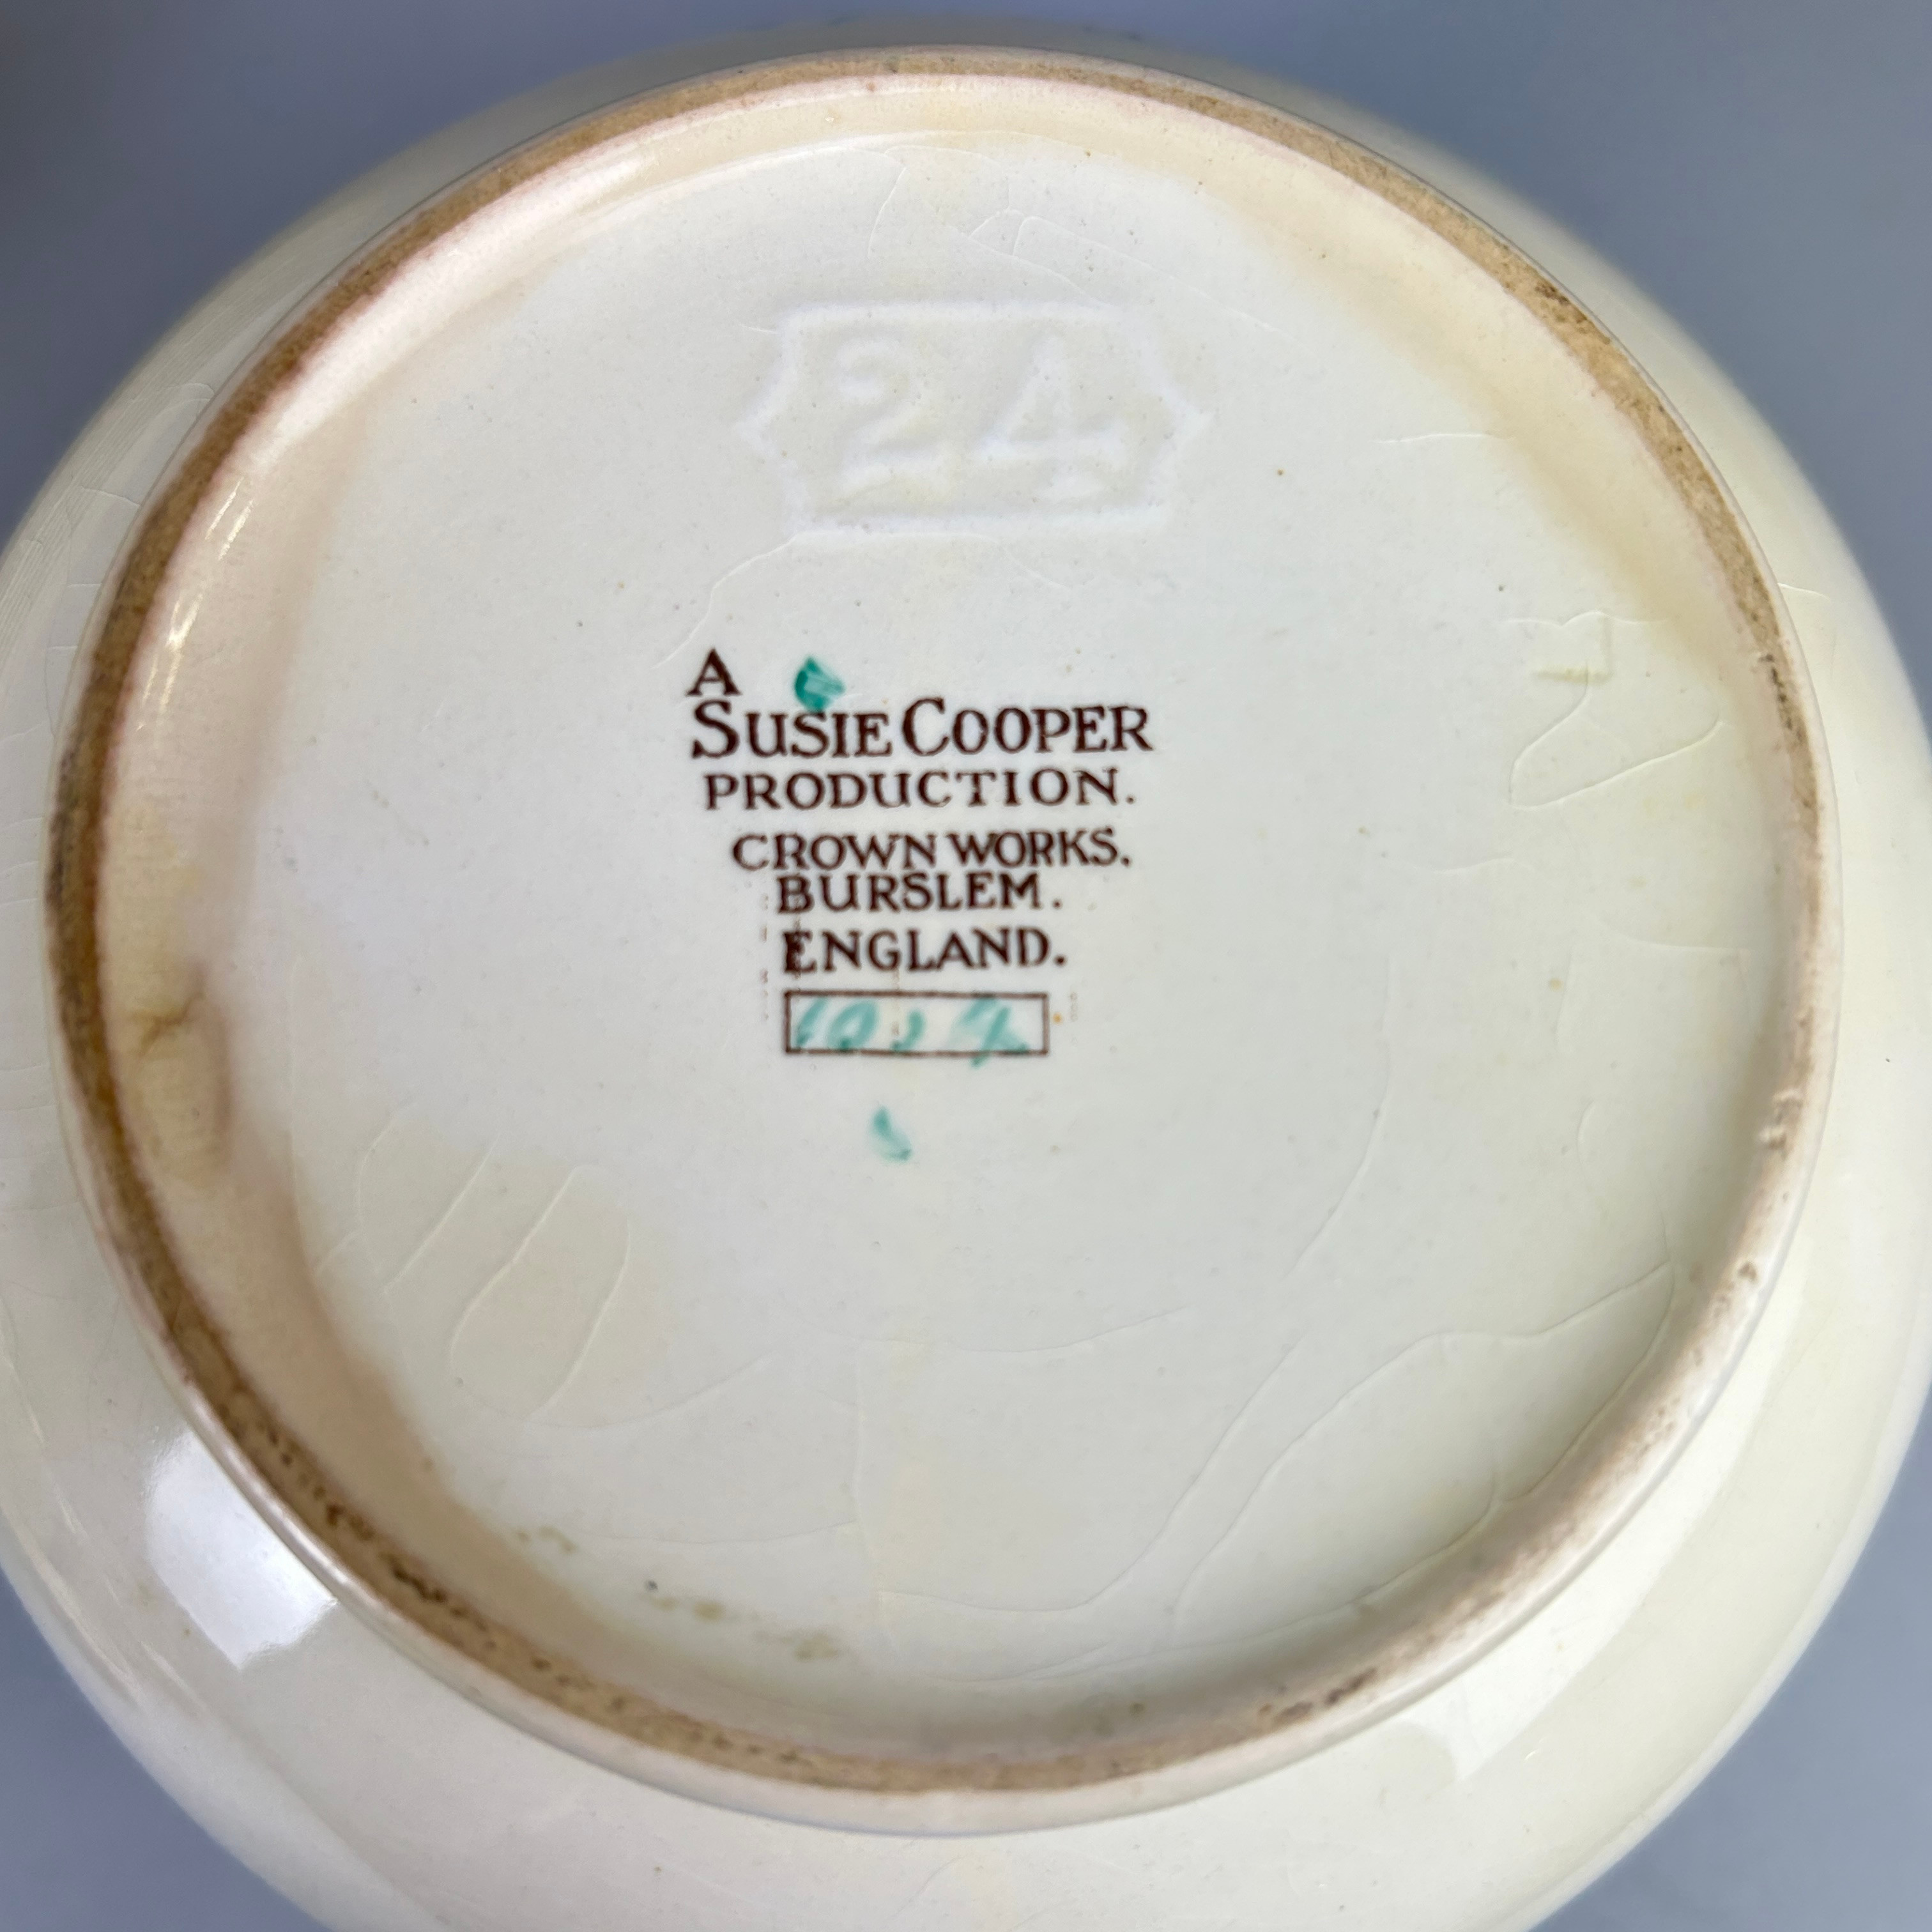 24
A
SUSIE COOPER
PRODUCTION.
CROWN WORKS.
BURSLEM.
ENGLAND.